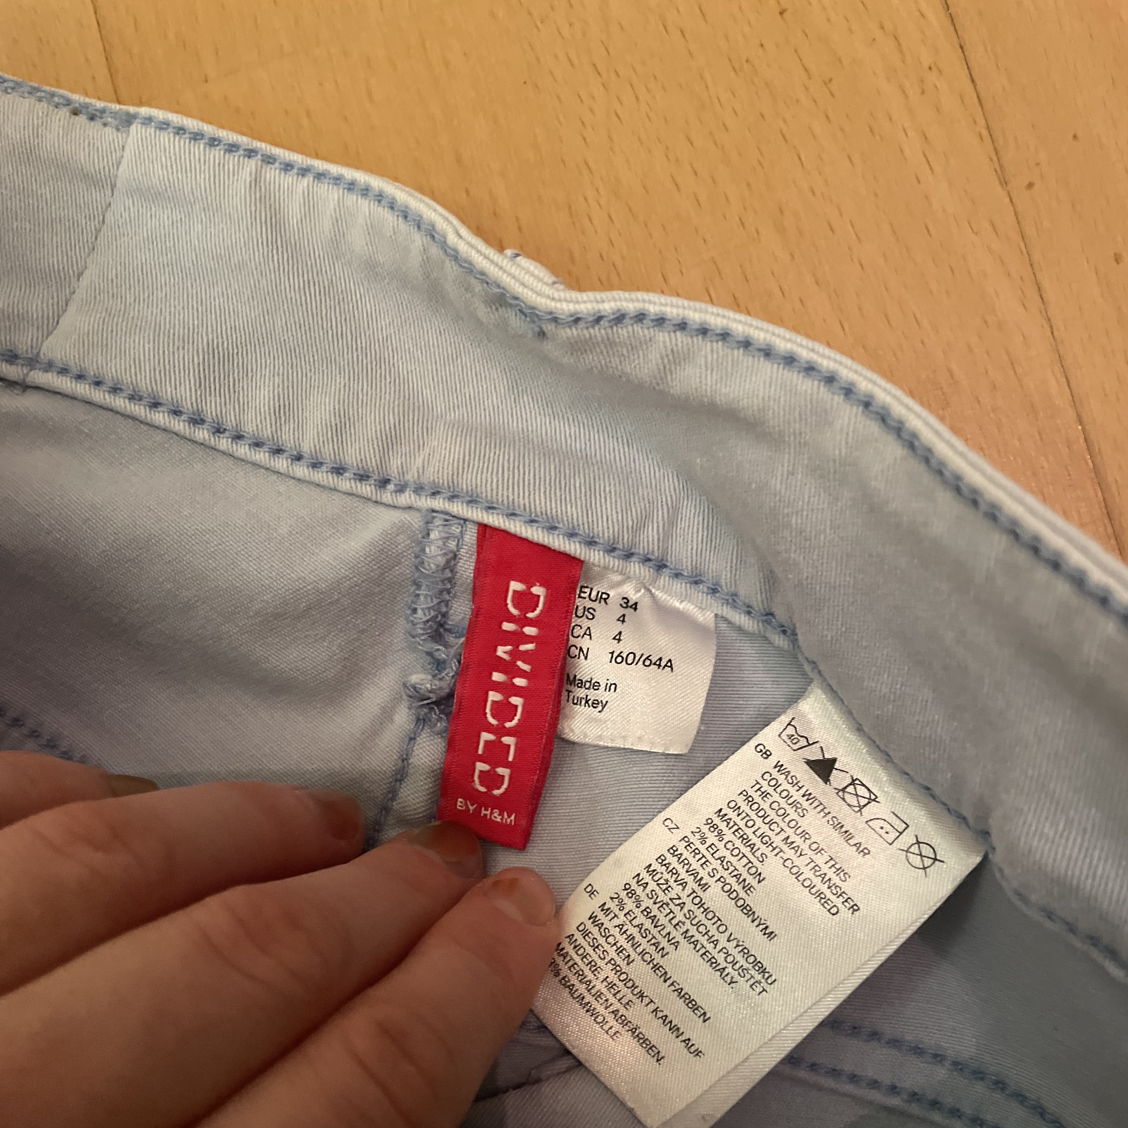 DIVIDED
BY H&M
EUR 34
US 4
CA 4
CN 160/64A
Made in
Turkey
40
GB WASH WITH SIMILAR
COLOURS
THE COLOUR OF THIS
PRODUCT MAY TRANSFER
ONTO LIGHT-COLOURED
MATERIALS.
98% COTTON
2% ELASTANE
CZ PERTE S PODOBNÝMI
BARVAMI
BARVA TOHOTO VÝROBKU
MŮŽE ZA SUCHA POUŠTĚT
NA SVĚTLÉ MATERIÁLY.
98% BAVLNA
2% ELASTAN
DE MIT ÄHNLICHEN FARBEN
WASCHEN
DIESES PRODUKT KANN AUF
ANDERE, HELLE
MATERIALIEN ABFÄRBEN.
8% BAUMWOLLE